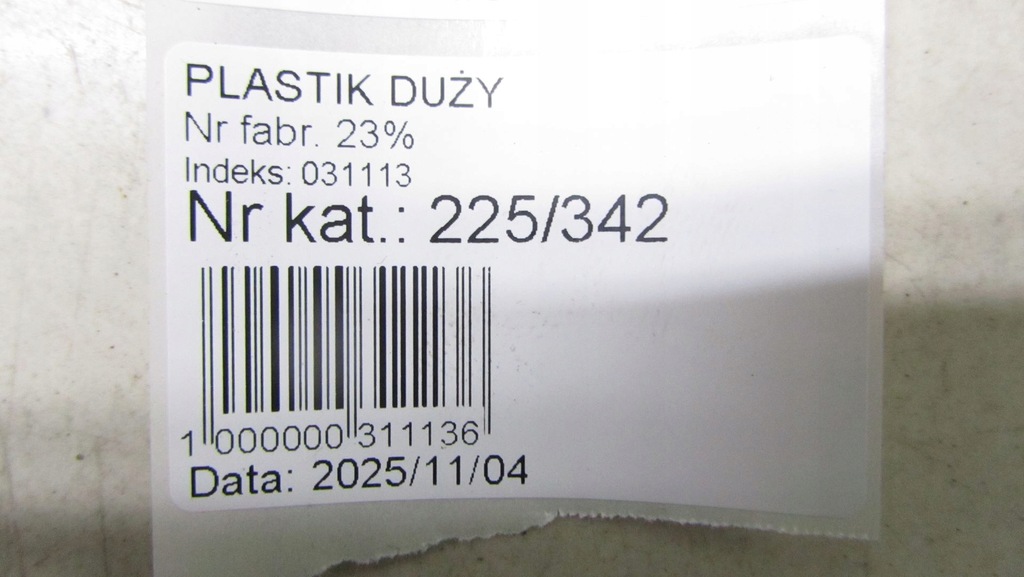 PLASTIK DUŻY
Nr fabr. 23%
Indeks: 031113
Nr kat.: 225/342
1 000000 311136
Data: 2025/11/04